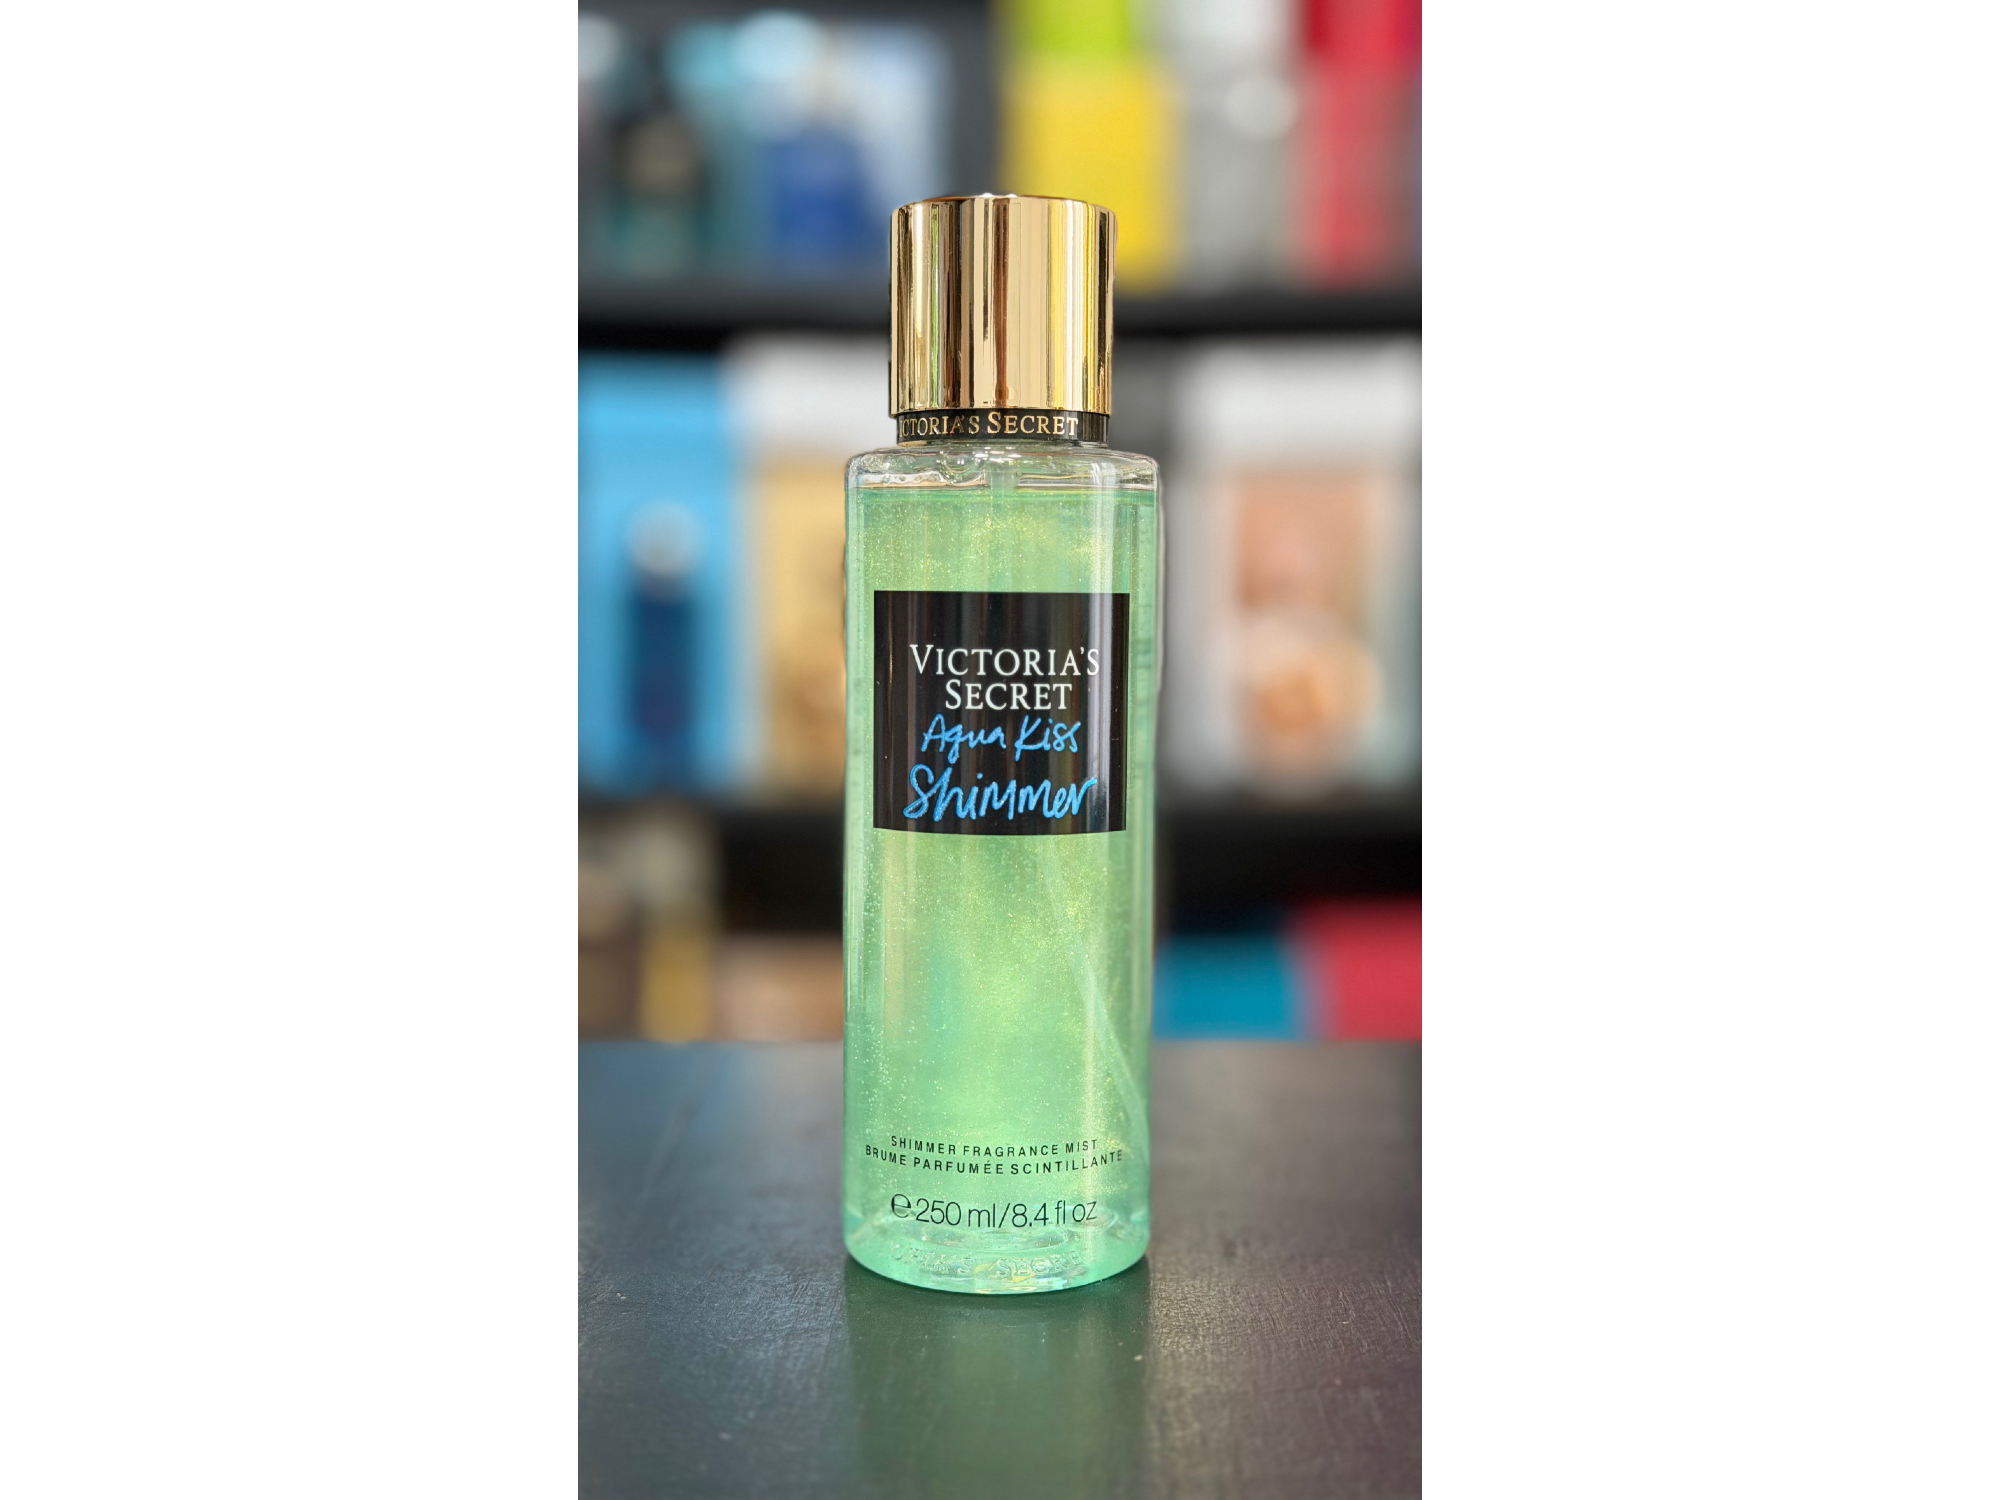 VICTORIA'S SECRET
VICTORIA'S
SECRET
Aqua Kiss
Shimmer
SHIMMER FRAGRANCE MIST
BRUME PARFUMÉE SCINTILLANTE
℮ 250 ml/8.4 fl oz